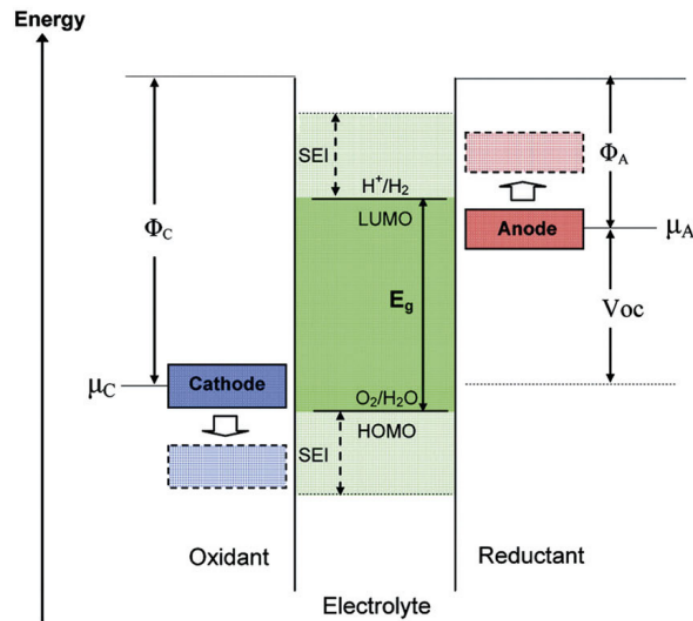 Energy
SEI
Φ_A
H⁺/H₂
LUMO
Anode
μ_A
Φ_C
E_g
Voc
μ_C
Cathode
O₂/H₂O
HOMO
SEI
Oxidant
Reductant
Electrolyte